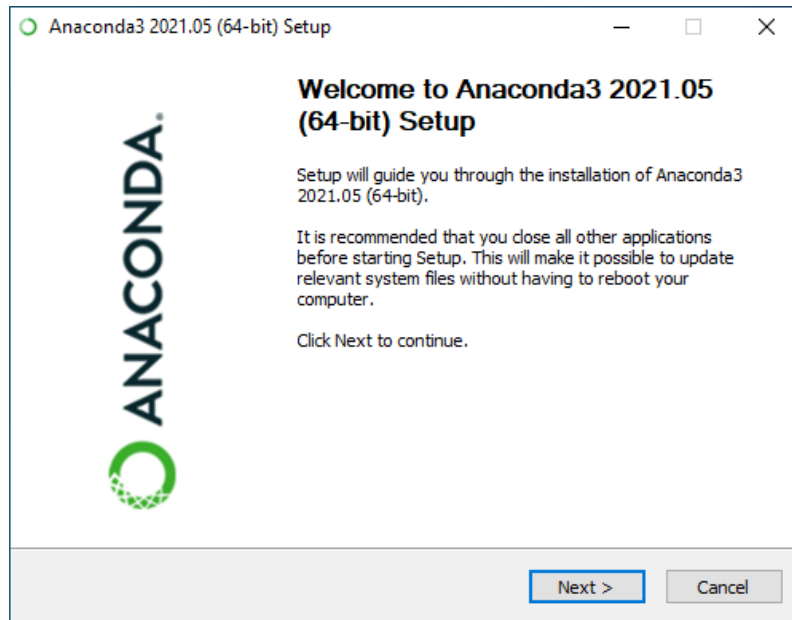 Anaconda3 2021.05 (64-bit) Setup
Welcome to Anaconda3 2021.05
(64-bit) Setup
Setup will guide you through the installation of Anaconda3
2021.05 (64-bit).
It is recommended that you close all other applications
before starting Setup. This will make it possible to update
relevant system files without having to reboot your
computer.
Click Next to continue.
ANACONDA.
Next >
Cancel